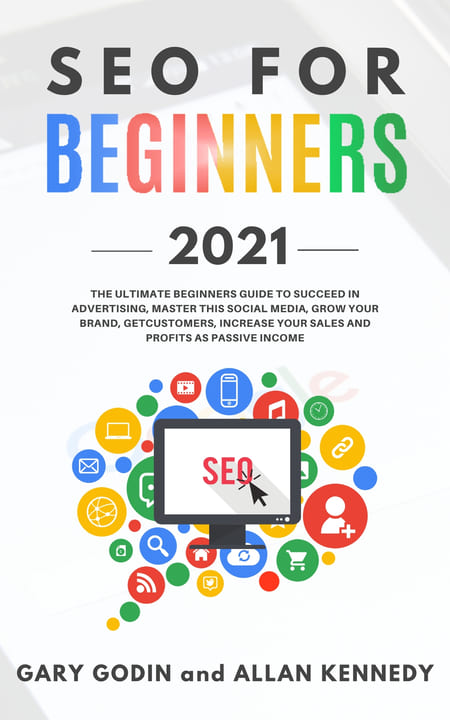 SEO FOR
BEGINNERS
2021
THE ULTIMATE BEGINNERS GUIDE TO SUCCEED IN
ADVERTISING, MASTER THIS SOCIAL MEDIA, GROW YOUR
BRAND, GETCUSTOMERS, INCREASE YOUR SALES AND
PROFITS AS PASSIVE INCOME
SEO
GARY GODIN and ALLAN KENNEDY